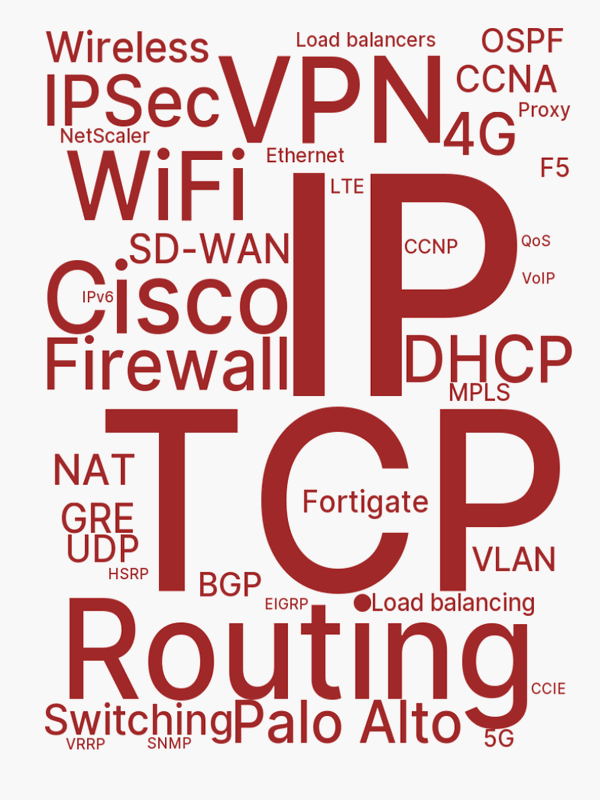 Wireless
Load balancers
OSPF
IPSec
VPN
CCNA
4G
Proxy
NetScaler
WiFi
Ethernet
F5
LTE
IP
SD-WAN
CCNP
QoS
VoIP
Cisco
IPv6
Firewall
DHCP
MPLS
TCP
NAT
Fortigate
GRE
UDP
VLAN
HSRP
BGP
EIGRP
Load balancing
Routing
CCIE
Switching
Palo Alto
5G
VRRP
SNMP